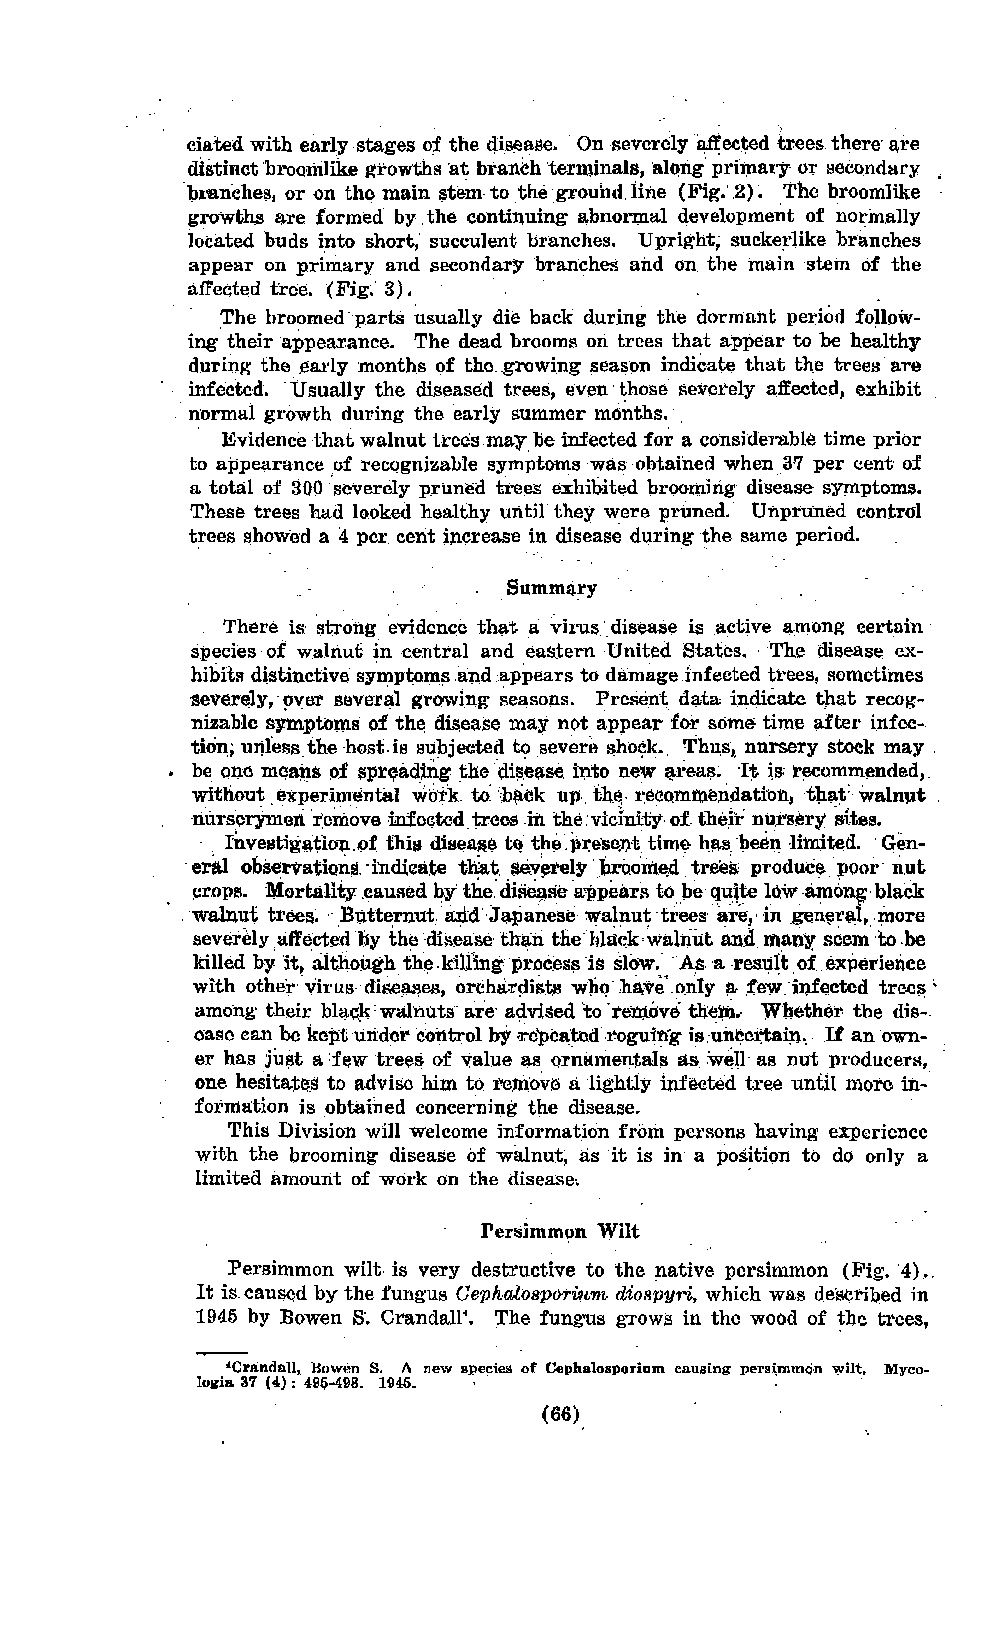 ciated with early stages of the disease. On severely affected trees there are
distinct broomlike growths at branch terminals, along primary or secondary
branches, or on the main stem to the ground line (Fig. 2). The broomlike
growths are formed by the continuing abnormal development of normally
located buds into short, succulent branches. Upright, suckerlike branches
appear on primary and secondary branches and on the main stem of the
affected tree. (Fig. 3).
The broomed parts usually die back during the dormant period follow-
ing their appearance. The dead brooms on trees that appear to be healthy
during the early months of the growing season indicate that the trees are
infected. Usually the diseased trees, even those severely affected, exhibit
normal growth during the early summer months.
Evidence that walnut trees may be infected for a considerable time prior
to appearance of recognizable symptoms was obtained when 37 per cent of
a total of 300 severely pruned trees exhibited brooming disease symptoms.
These trees had looked healthy until they were pruned. Unpruned control
trees showed a 4 per cent increase in disease during the same period.
Summary
There is strong evidence that a virus disease is active among certain
species of walnut in central and eastern United States. The disease ex-
hibits distinctive symptoms and appears to damage infected trees, sometimes
severely, over several growing seasons. Present data indicate that recog-
nizable symptoms of the disease may not appear for some time after infec-
tion, unless the host is subjected to severe shock. Thus, nursery stock may
be one means of spreading the disease into new areas. It is recommended,
without experimental work to back up the recommendation, that walnut
nurserymen remove infected trees in the vicinity of their nursery sites.
Investigation of this disease to the present time has been limited. Gen-
eral observations indicate that severely broomed trees produce poor nut
crops. Mortality caused by the disease appears to be quite low among black
walnut trees. Butternut and Japanese walnut trees are, in general, more
severely affected by the disease than the black walnut and many seem to be
killed by it, although the killing process is slow. As a result of experience
with other virus diseases, orchardists who have only a few infected trees
among their black walnuts are advised to remove them. Whether the dis-
ease can be kept under control by repeated roguing is uncertain. If an own-
er has just a few trees of value as ornamentals as well as nut producers,
one hesitates to advise him to remove a lightly infected tree until more in-
formation is obtained concerning the disease.
This Division will welcome information from persons having experience
with the brooming disease of walnut, as it is in a position to do only a
limited amount of work on the disease.
Persimmon Wilt
Persimmon wilt is very destructive to the native persimmon (Fig. 4).
It is caused by the fungus Cephalosporium diospyri, which was described in
1945 by Bowen S. Crandall⁴. The fungus grows in the wood of the trees,
⁴Crandall, Bowen S. A new species of Cephalosporium causing persimmon wilt. Myco-
logia 37 (4): 495-498. 1945.
(66)